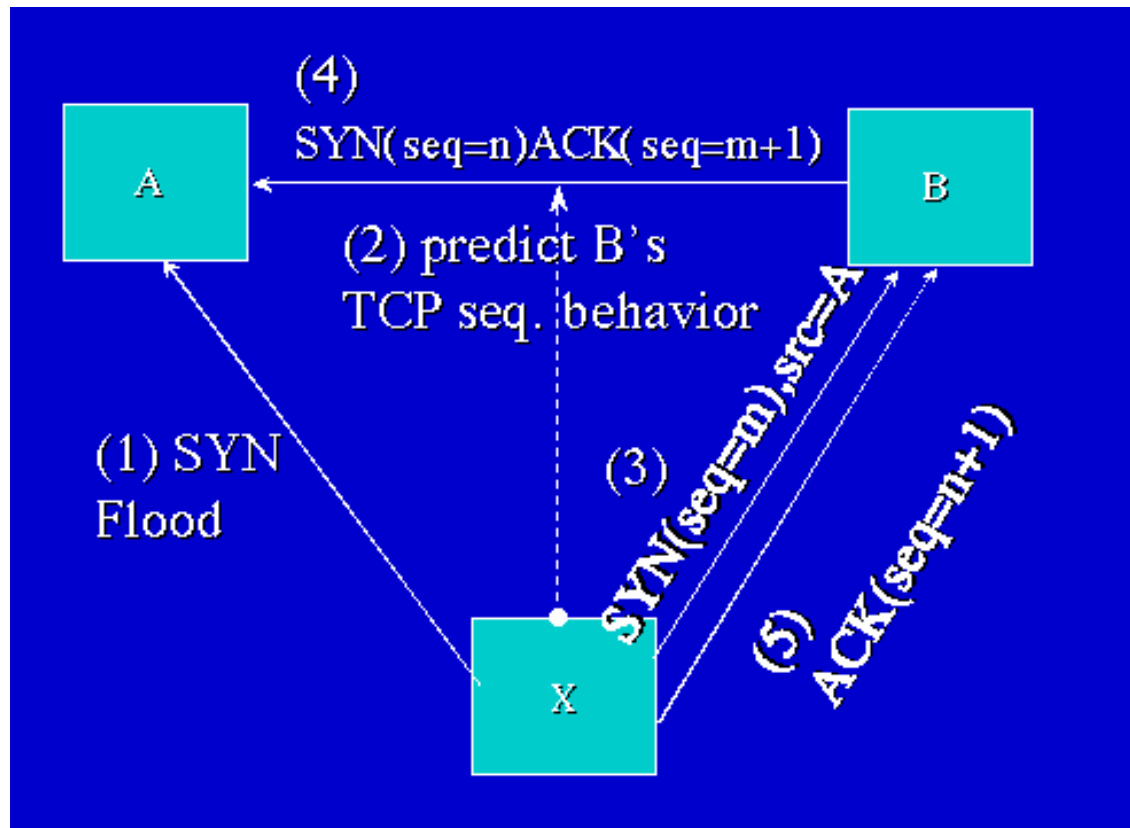 (4)
SYN(seq=n)ACK(seq=m+1)
A
B
(2) predict B's
TCP seq. behavior
SYN(seq=m),src=A
(3)
(1) SYN
Flood
(5)
ACK(seq=n+1)
X